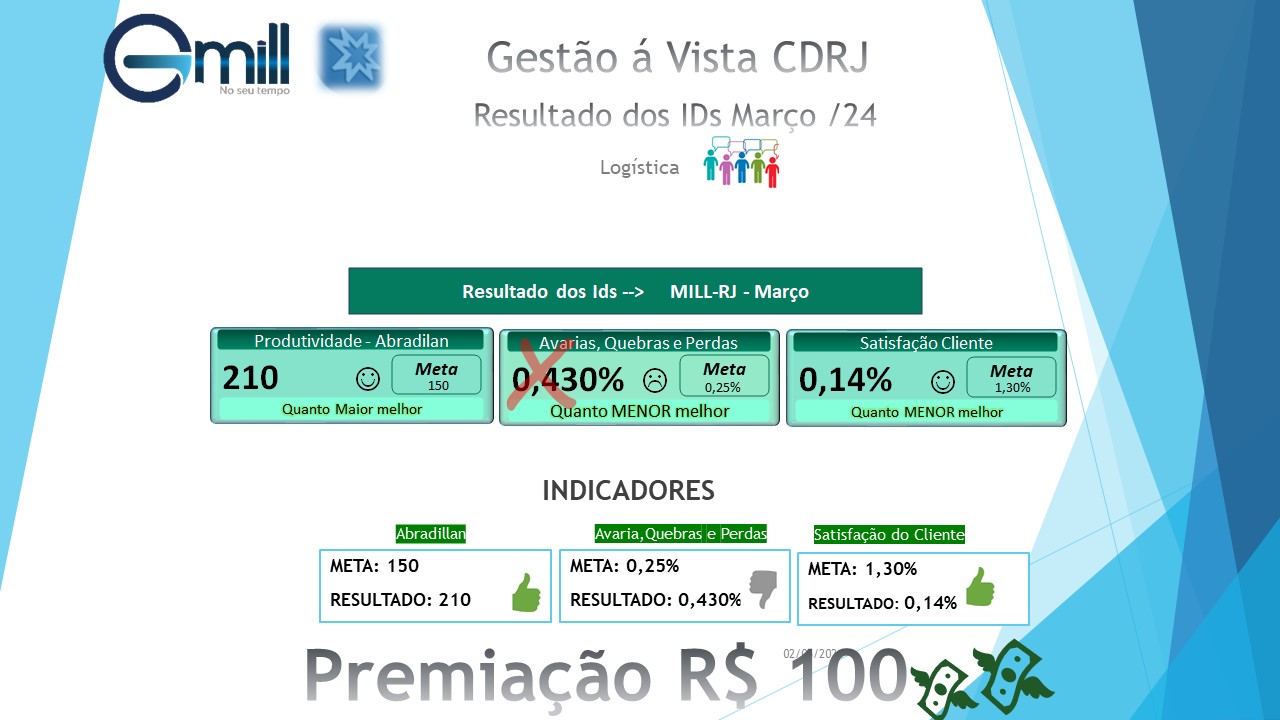 mill
No seu tempo
Gestão á Vista CDRJ
Resultado dos IDs Março /24
Logística
Resultado dos Ids --> MILL-RJ - Março
Produtividade - Abradilan
210
Meta
150
Quanto Maior melhor
Avarias, Quebras e Perdas
0,430%
Meta
0,25%
Quanto MENOR melhor
Satisfação Cliente
0,14%
Meta
1,30%
Quanto MENOR melhor
INDICADORES
Abradillan
META: 150
RESULTADO: 210
Avaria,Quebras e Perdas
META: 0,25%
RESULTADO: 0,430%
Satisfação do Cliente
META: 1,30%
RESULTADO: 0,14%
Premiação R$ 100